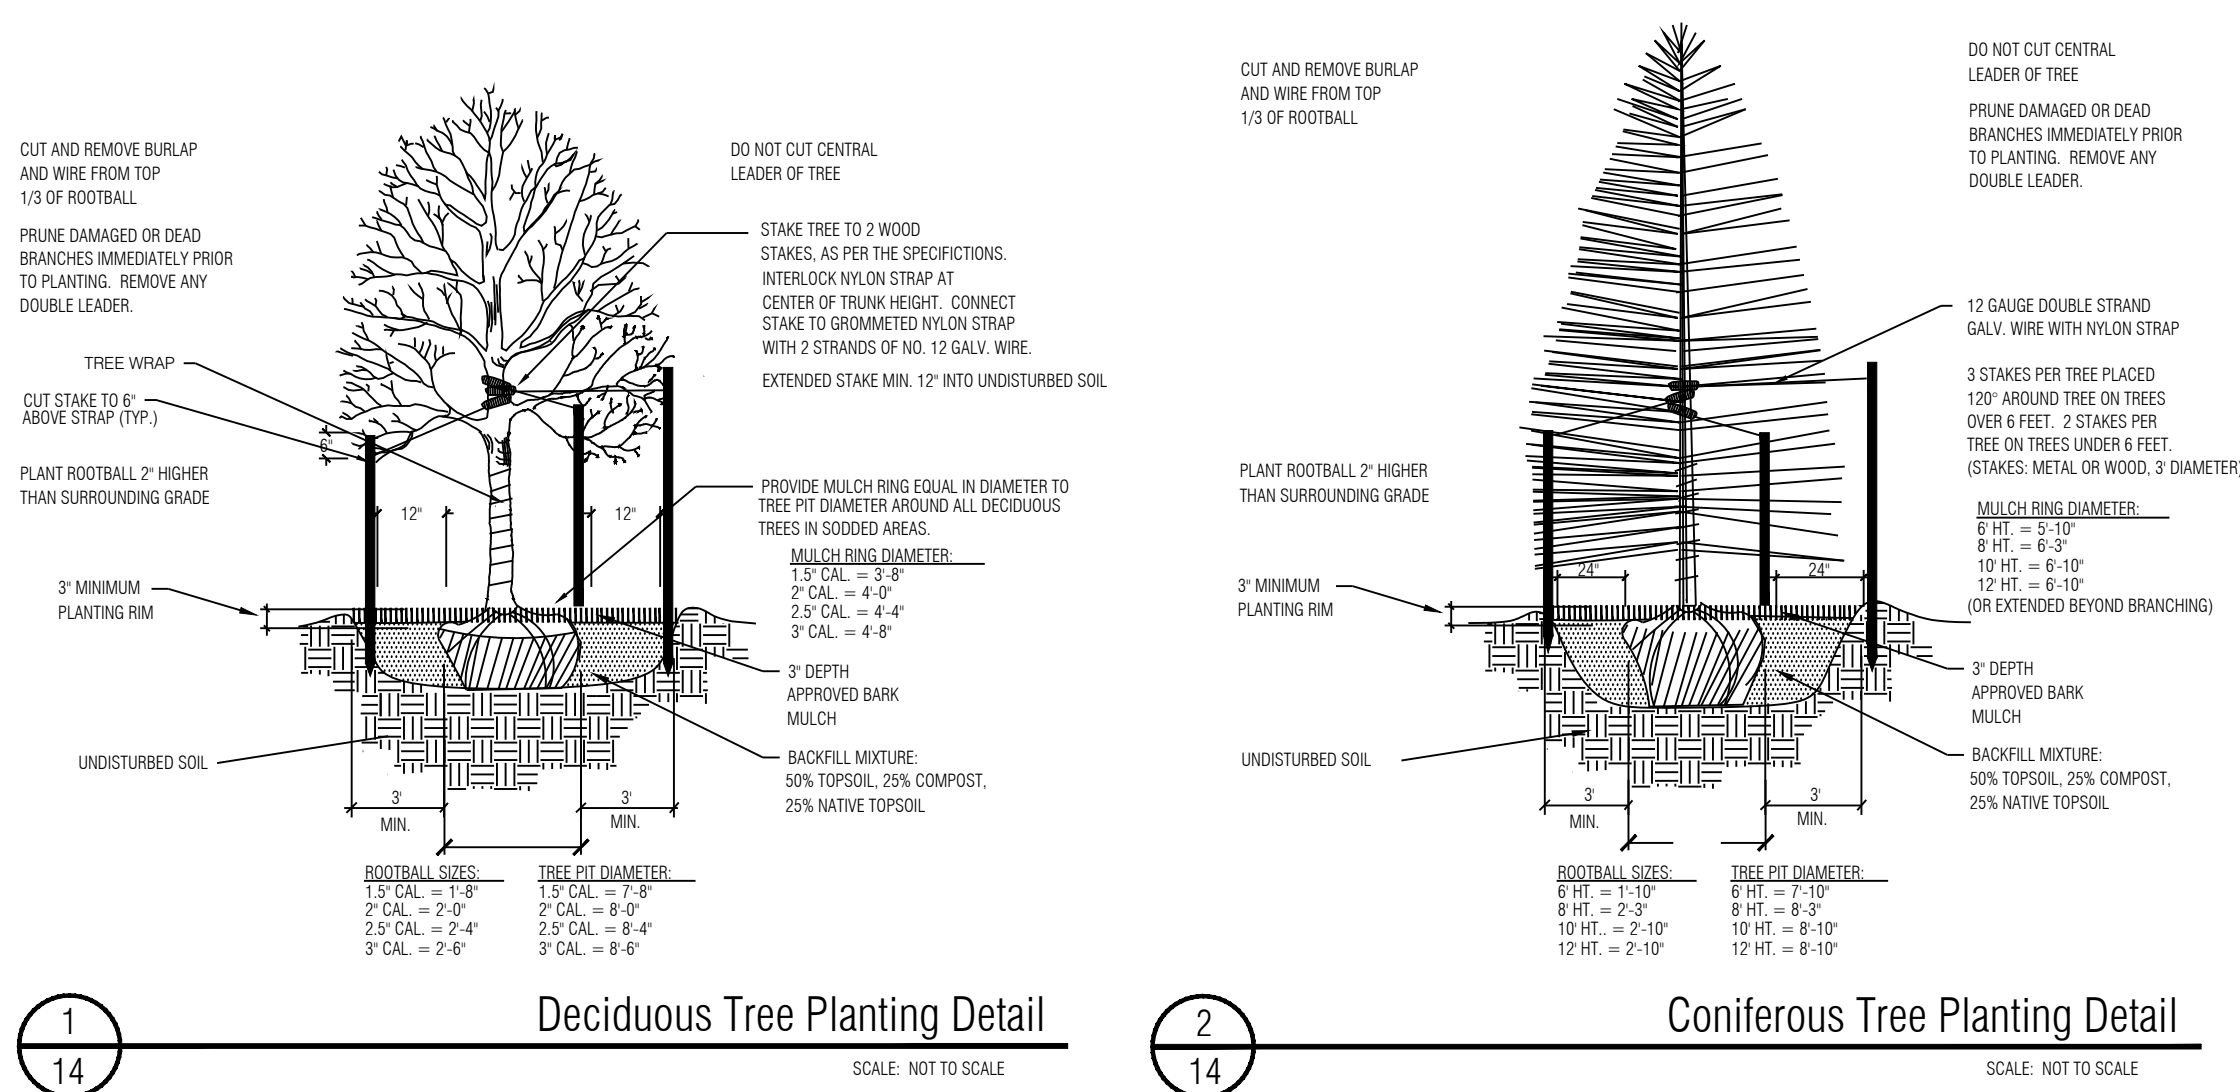 CUT AND REMOVE BURLAP
AND WIRE FROM TOP
1/3 OF ROOTBALL
PRUNE DAMAGED OR DEAD
BRANCHES IMMEDIATELY PRIOR
TO PLANTING. REMOVE ANY
DOUBLE LEADER.
TREE WRAP
CUT STAKE TO 6"
ABOVE STRAP (TYP.)
6"
PLANT ROOTBALL 2" HIGHER
THAN SURROUNDING GRADE
3" MINIMUM
PLANTING RIM
UNDISTURBED SOIL
12"
12"
DO NOT CUT CENTRAL
LEADER OF TREE
STAKE TREE TO 2 WOOD
STAKES, AS PER THE SPECIFICTIONS.
INTERLOCK NYLON STRAP AT
CENTER OF TRUNK HEIGHT. CONNECT
STAKE TO GROMMETED NYLON STRAP
WITH 2 STRANDS OF NO. 12 GALV. WIRE.
EXTENDED STAKE MIN. 12" INTO UNDISTURBED SOIL
PROVIDE MULCH RING EQUAL IN DIAMETER TO
TREE PIT DIAMETER AROUND ALL DECIDUOUS
TREES IN SODDED AREAS.
MULCH RING DIAMETER:
1.5" CAL. = 3'-8"
2" CAL. = 4'-0"
2.5" CAL. = 4'-4"
3" CAL. = 4'-8"
3" DEPTH
APPROVED BARK
MULCH
BACKFILL MIXTURE:
50% TOPSOIL, 25% COMPOST,
25% NATIVE TOPSOIL
3'
MIN.
3'
MIN.
ROOTBALL SIZES:
1.5" CAL. = 1'-8"
2" CAL. = 2'-0"
2.5" CAL. = 2'-4"
3" CAL. = 2'-6"
TREE PIT DIAMETER:
1.5" CAL. = 7'-8"
2" CAL. = 8'-0"
2.5" CAL. = 8'-4"
3" CAL. = 8'-6"
1
14
Deciduous Tree Planting Detail
SCALE: NOT TO SCALE
CUT AND REMOVE BURLAP
AND WIRE FROM TOP
1/3 OF ROOTBALL
PLANT ROOTBALL 2" HIGHER
THAN SURROUNDING GRADE
3" MINIMUM
PLANTING RIM
UNDISTURBED SOIL
24"
24"
DO NOT CUT CENTRAL
LEADER OF TREE
PRUNE DAMAGED OR DEAD
BRANCHES IMMEDIATELY PRIOR
TO PLANTING. REMOVE ANY
DOUBLE LEADER.
12 GAUGE DOUBLE STRAND
GALV. WIRE WITH NYLON STRAP
3 STAKES PER TREE PLACED
120° AROUND TREE ON TREES
OVER 6 FEET. 2 STAKES PER
TREE ON TREES UNDER 6 FEET.
(STAKES: METAL OR WOOD, 3' DIAMETER)
MULCH RING DIAMETER:
6' HT. = 5'-10"
8' HT. = 6'-3"
10' HT. = 6'-10"
12' HT. = 6'-10"
(OR EXTENDED BEYOND BRANCHING)
3" DEPTH
APPROVED BARK
MULCH
BACKFILL MIXTURE:
50% TOPSOIL, 25% COMPOST,
25% NATIVE TOPSOIL
3'
MIN.
3'
MIN.
ROOTBALL SIZES:
6' HT. = 1'-10"
8' HT. = 2'-3"
10' HT.. = 2'-10"
12' HT. = 2'-10"
TREE PIT DIAMETER:
6' HT. = 7'-10"
8' HT. = 8'-3"
10' HT. = 8'-10"
12' HT. = 8'-10"
2
14
Coniferous Tree Planting Detail
SCALE: NOT TO SCALE